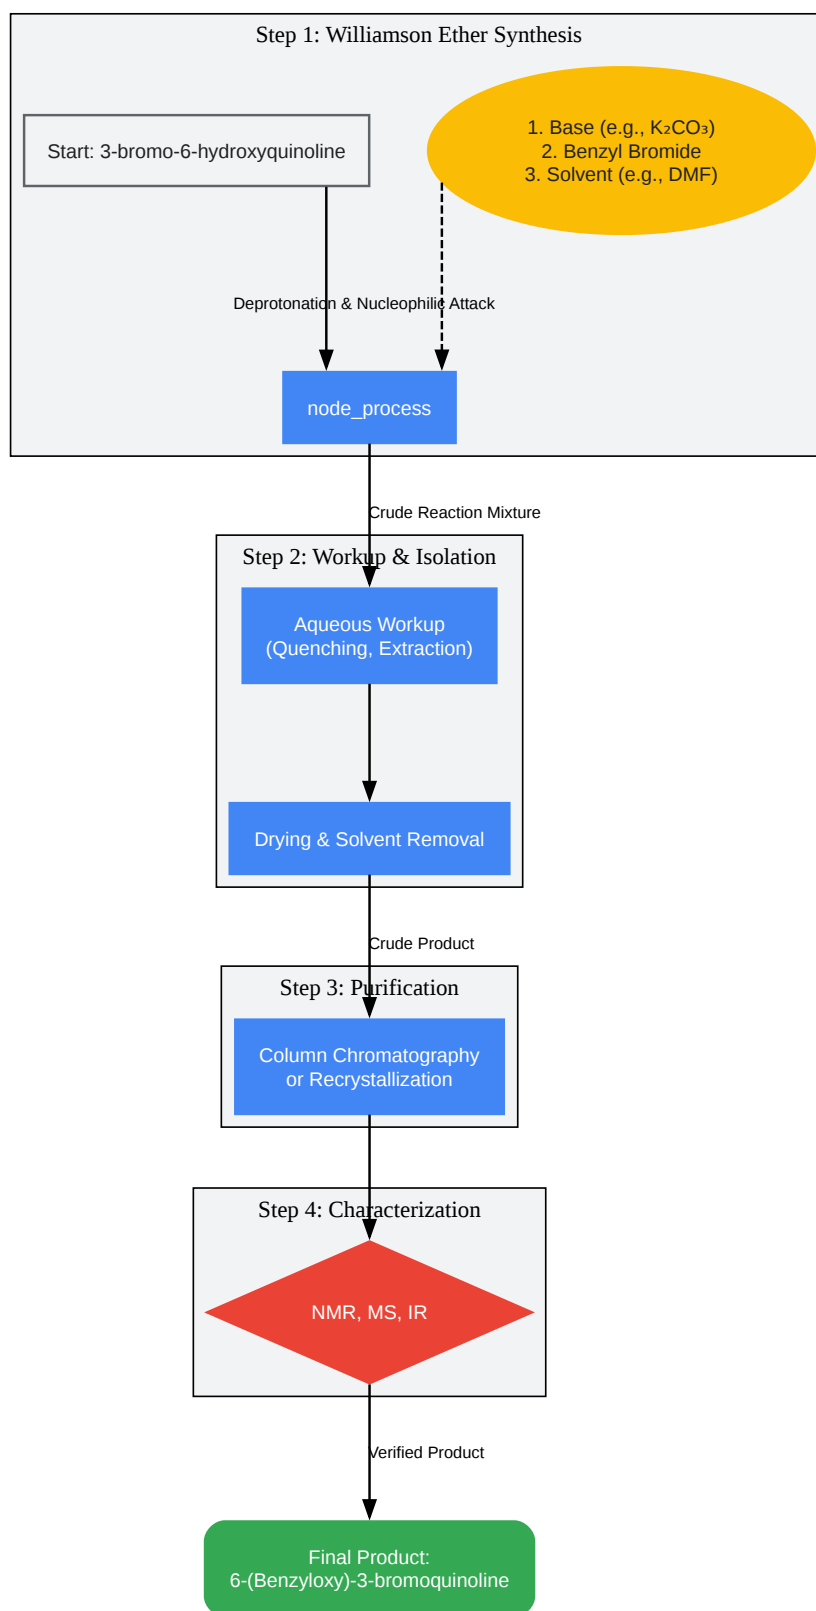 Step 1: Williamson Ether Synthesis
Start: 3-bromo-6-hydroxyquinoline
1. Base (e.g., K₂CO₃)
2. Benzyl Bromide
3. Solvent (e.g., DMF)
Deprotonation & Nucleophilic Attack
node_process
Crude Reaction Mixture
Step 2: Workup & Isolation
Aqueous Workup
(Quenching, Extraction)
Drying & Solvent Removal
Crude Product
Step 3: Purification
Column Chromatography
or Recrystallization
Step 4: Characterization
NMR, MS, IR
Verified Product
Final Product:
6-(Benzyloxy)-3-bromoquinoline